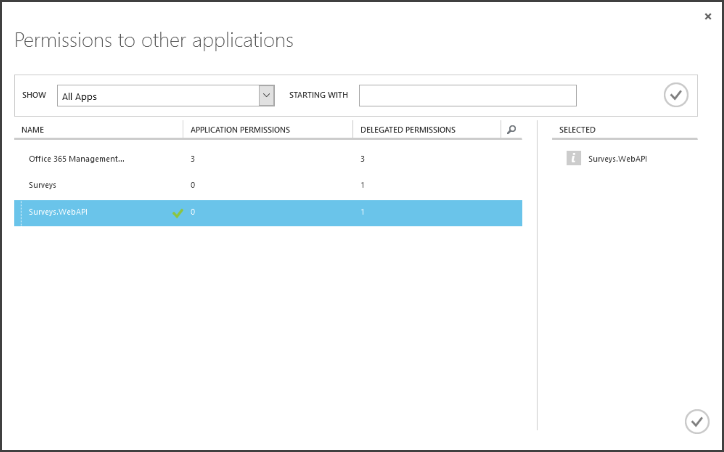 Permissions to other applications
SHOW All Apps STARTING WITH
NAME APPLICATION PERMISSIONS DELEGATED PERMISSIONS SELECTED
Office 365 Management... 3 3 Surveys.WebAPI
Surveys 0 1
Surveys.WebAPI 0 1